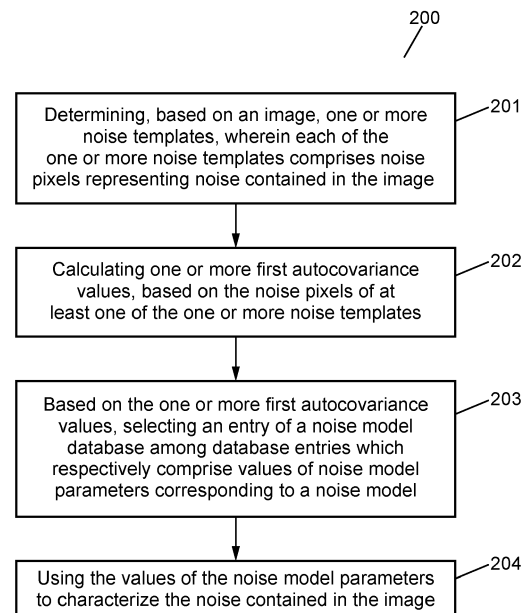 200
Determining, based on an image, one or more
noise templates, wherein each of the
one or more noise templates comprises noise
pixels representing noise contained in the image
201
Calculating one or more first autocovariance
values, based on the noise pixels of at
least one of the one or more noise templates
202
Based on the one or more first autocovariance
values, selecting an entry of a noise model
database among database entries which
respectively comprise values of noise model
parameters corresponding to a noise model
203
Using the values of the noise model parameters
to characterize the noise contained in the image
204